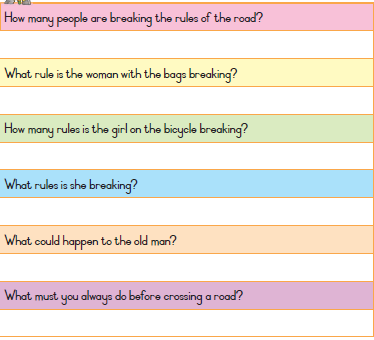 How many people are breaking the rules of the road?
What rule is the woman with the bags breaking?
How many rules is the girl on the bicycle breaking?
What rules is she breaking?
What could happen to the old man?
What must you always do before crossing a road?